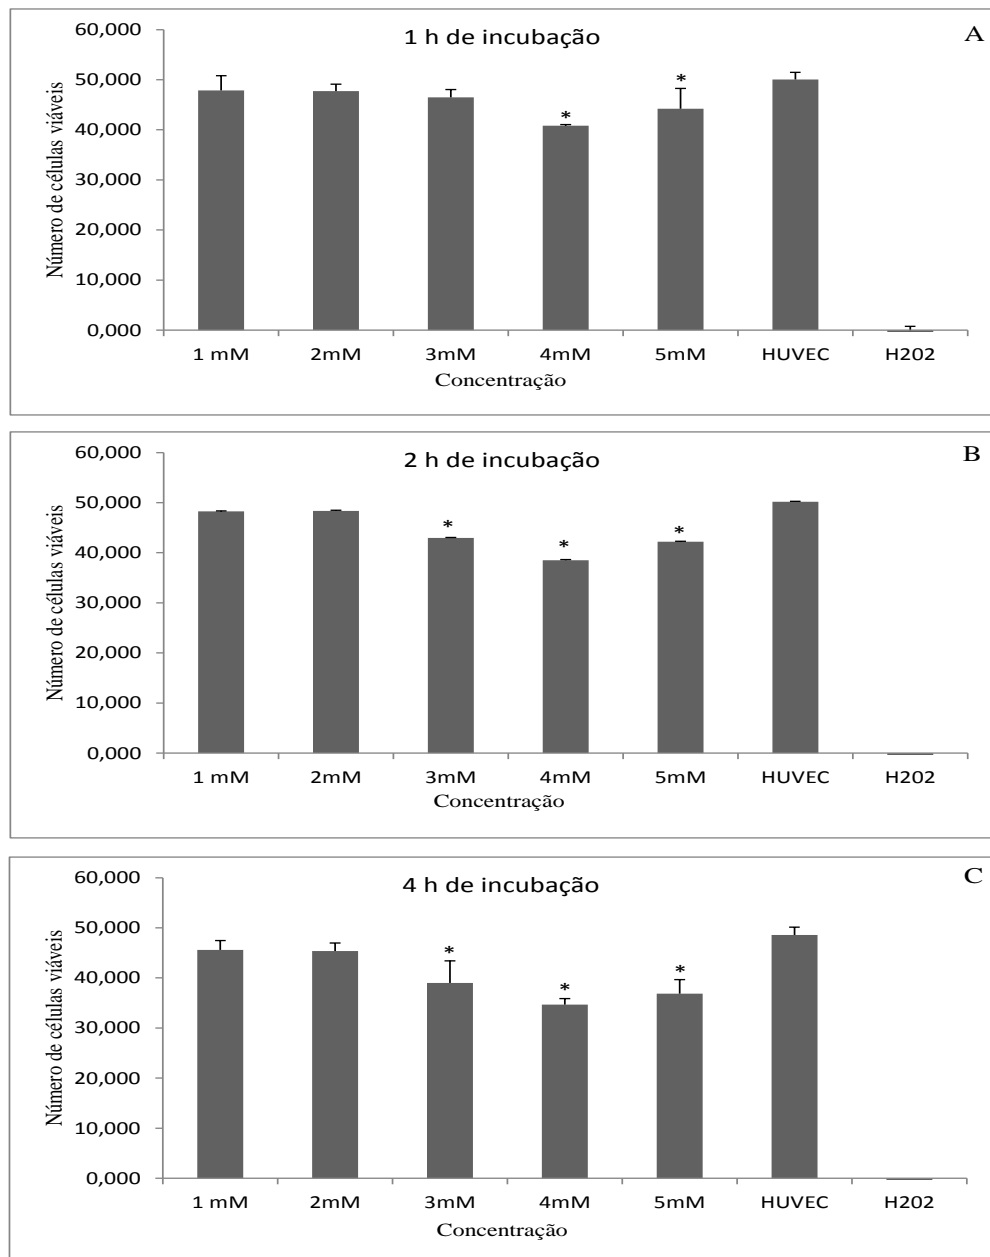 1 h de incubação
A
Número de células viáveis
60,000
50,000
40,000
30,000
20,000
10,000
0,000
*
*
1 mM 2mM 3mM 4mM 5mM HUVEC H202
Concentração
2 h de incubação
B
Número de células viáveis
60,000
50,000
40,000
30,000
20,000
10,000
0,000
*
*
*
1 mM 2mM 3mM 4mM 5mM HUVEC H202
Concentração
4 h de incubação
C
Número de células viáveis
60,000
50,000
40,000
30,000
20,000
10,000
0,000
*
*
*
1 mM 2mM 3mM 4mM 5mM HUVEC H202
Concentração